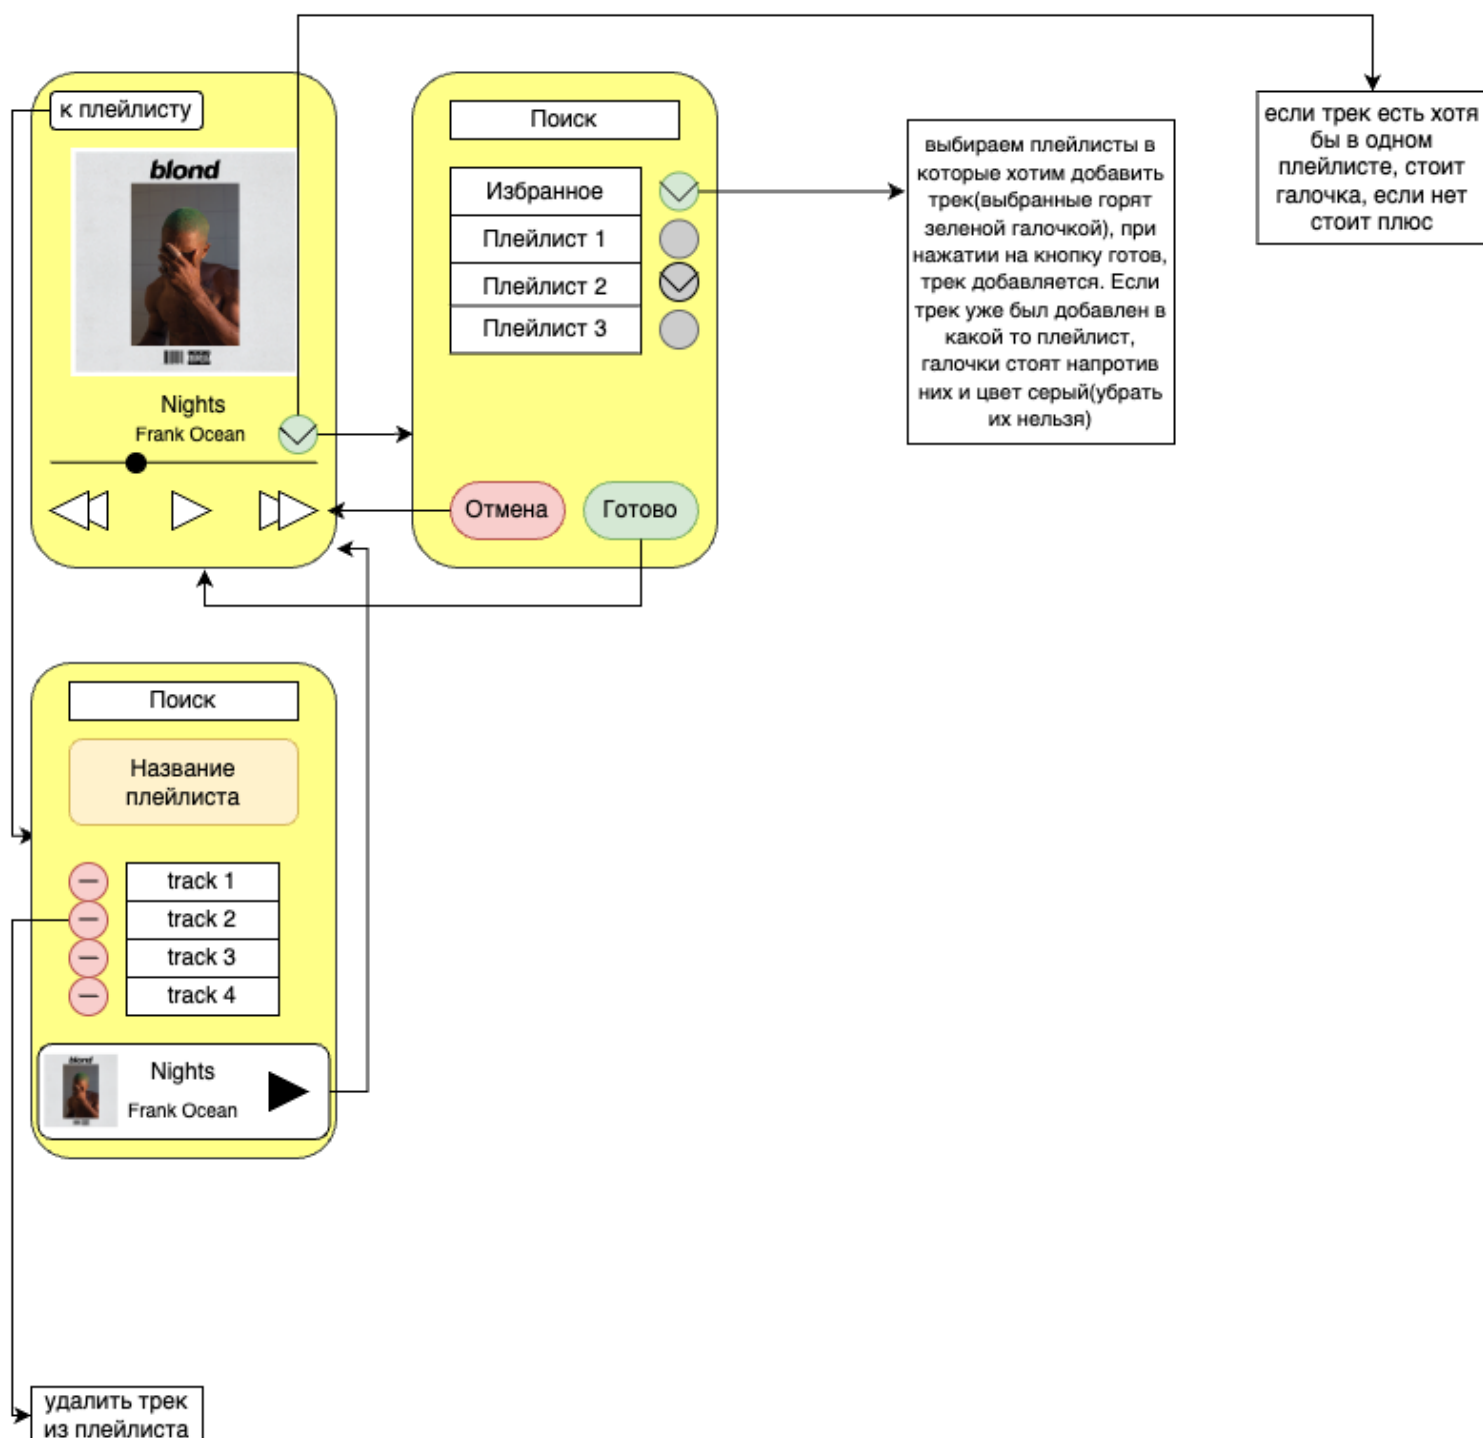 к плейлисту
blond
Nights
Frank Ocean
Поиск
Избранное
Плейлист 1
Плейлист 2
Плейлист 3
Отмена
Готово
выбираем плейлисты в
которые хотим добавить
трек(выбранные горят
зеленой галочкой), при
нажатии на кнопку готов,
трек добавляется. Если
трек уже был добавлен в
какой то плейлист,
галочки стоят напротив
них и цвет серый(убрать
их нельзя)
если трек есть хотя
бы в одном
плейлисте, стоит
галочка, если нет
стоит плюс
Поиск
Название
плейлиста
track 1
track 2
track 3
track 4
blond
Nights
Frank Ocean
удалить трек
из плейлиста